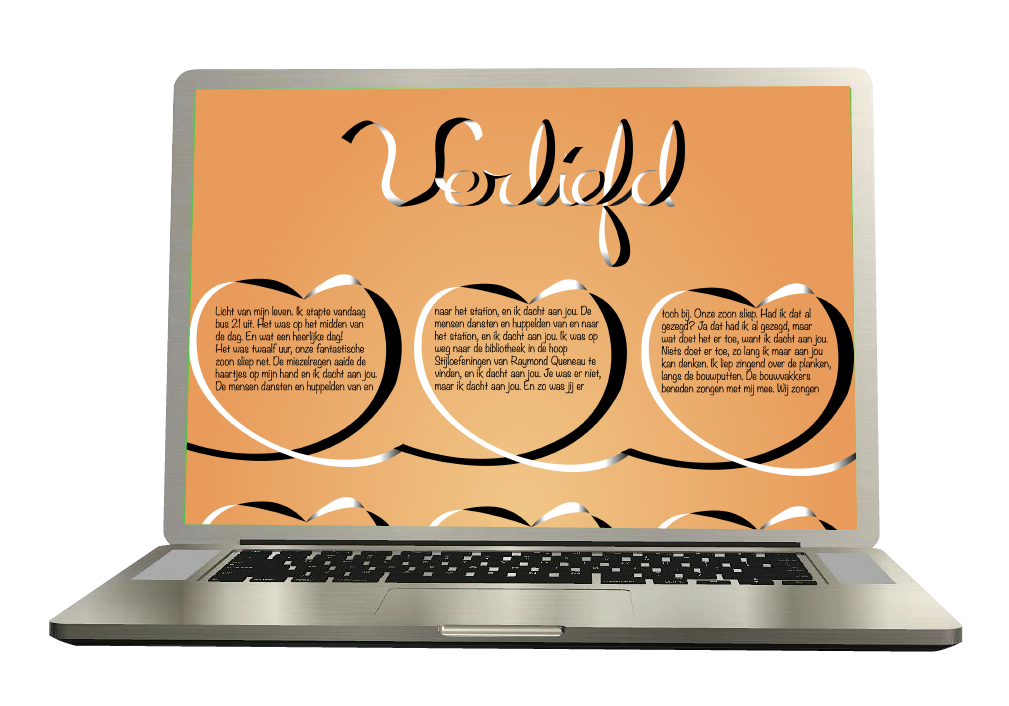 Verliefd
Licht van mijn leven. Ik stapte vandaag
bus 21 uit. Het was op het midden van
de dag. En wat een heerlijke dag!
Het was twaalf uur, onze fantastische
zoon sliep net. De miezelregen aaide de
haartjes op mijn hand en ik dacht aan jou.
De mensen dansten en huppelden van en
naar het station, en ik dacht aan jou. De
mensen dansten en huppelden van en naar
het station, en ik dacht aan jou. Ik was op
weg naar de bibliotheek in de hoop
Stijloefeningen van Raymond Queneau te
vinden, en ik dacht aan jou. Je was er niet,
maar ik dacht aan jou. En zo was jij er
toch bij. Onze zoon sliep. Had ik dat al
gezegd? Ja dat had ik al gezegd, maar
wat doet het er toe, want ik dacht aan jou.
Niets doet er toe, zo lang ik maar aan jou
kan denken. Ik liep zingend over de planken,
langs de bouwputten. De bouwvakkers
beneden zongen met mij mee. Wij zongen